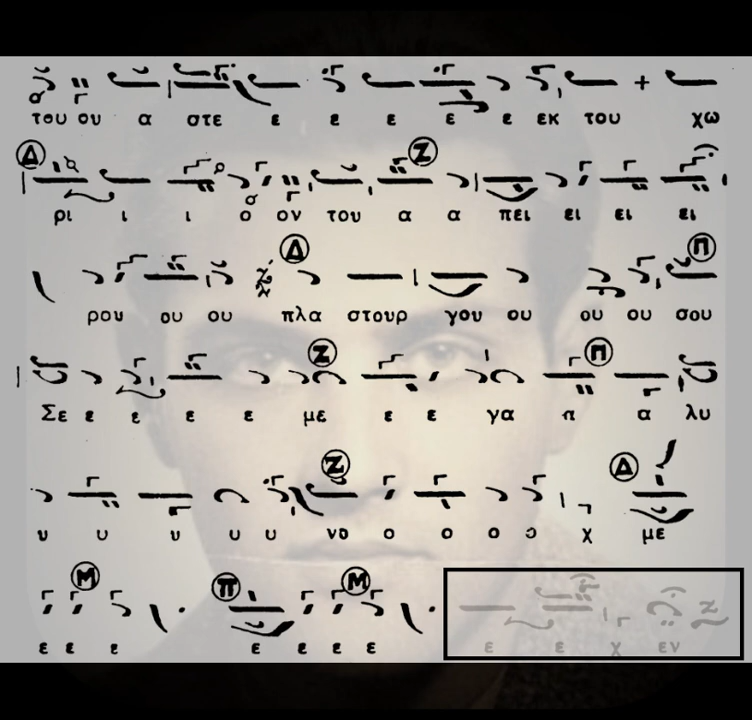 του ου α στε ε ε ε ε ε εκ του χω
Δ Ζ
ρι ι ι ο ον του α α πει ει ει ει
Δ Π
ρου ου ου πλα στουρ γου ου ου ου σου
Ζ Π
Σε ε ε ε ε με ε ε γα α λυ
Ζ Δ
υ υ υ υ υ νο ο ο ο ο χ με
Μ Π Μ
ε ε ε ε ε ε ε ε ε χ εν